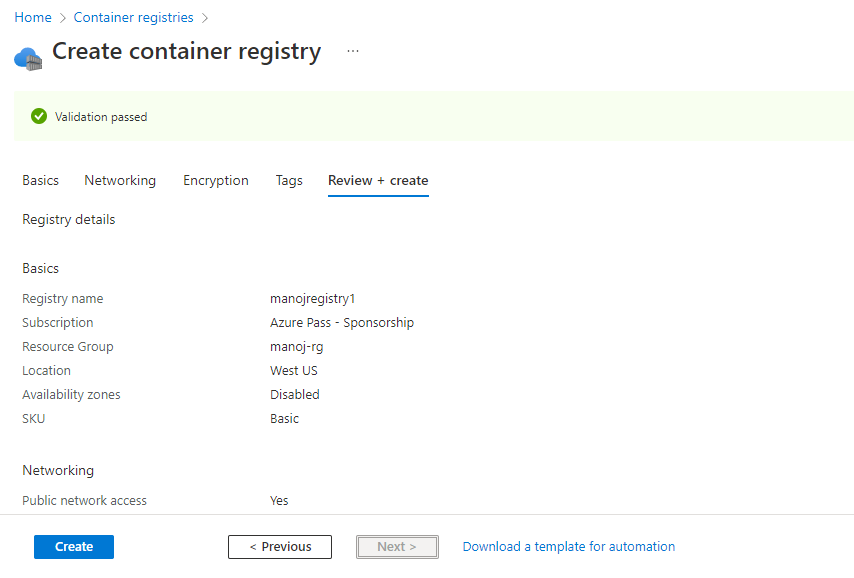 Home > Container registries >
Create container registry ...
Validation passed
Basics Networking Encryption Tags Review + create
Registry details
Basics
Registry name manojregistry1
Subscription Azure Pass - Sponsorship
Resource Group manoj-rg
Location West US
Availability zones Disabled
SKU Basic
Networking
Public network access Yes
Create < Previous Next > Download a template for automation